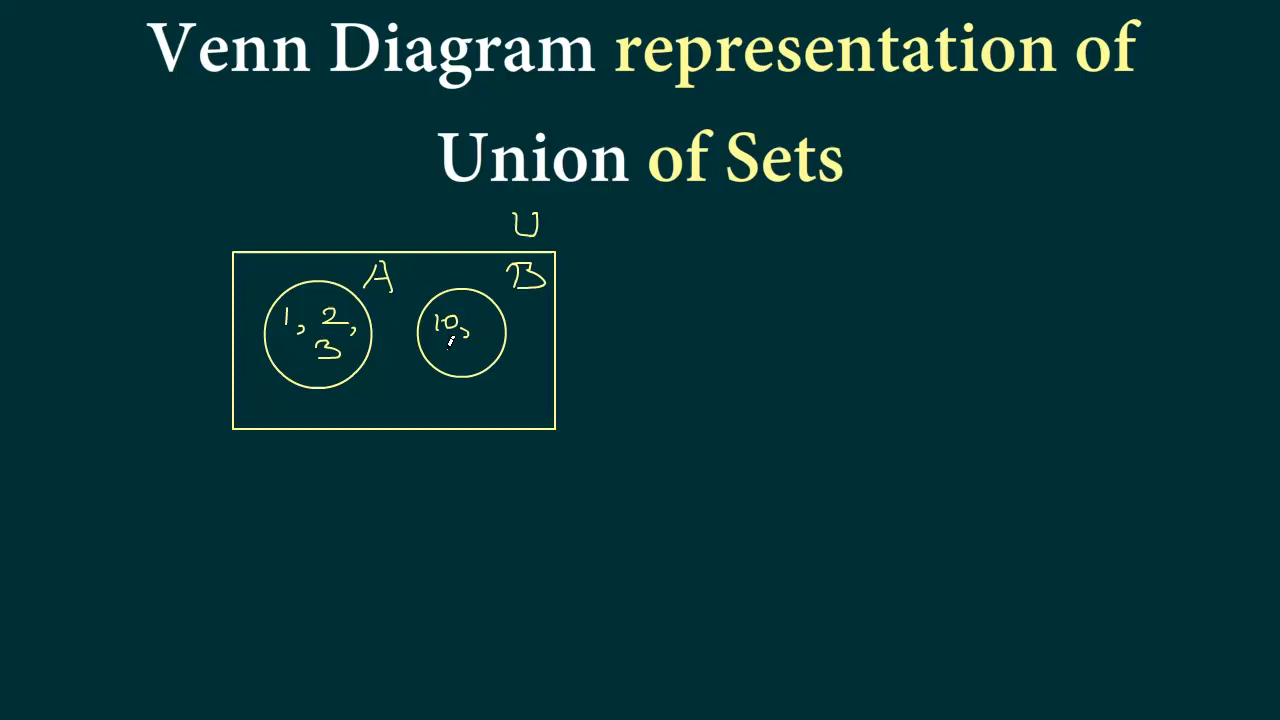 Venn Diagram representation of
Union of Sets
U
A
B
1, 2,
3
10,